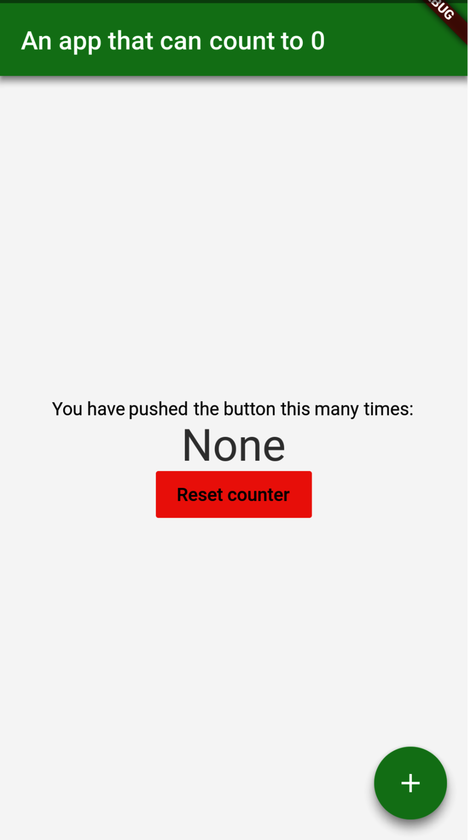 An app that can count to 0
BUG
You have pushed the button this many times:
None
Reset counter
+